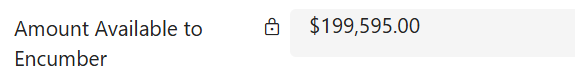 Amount Available to
Encumber
$199,595.00